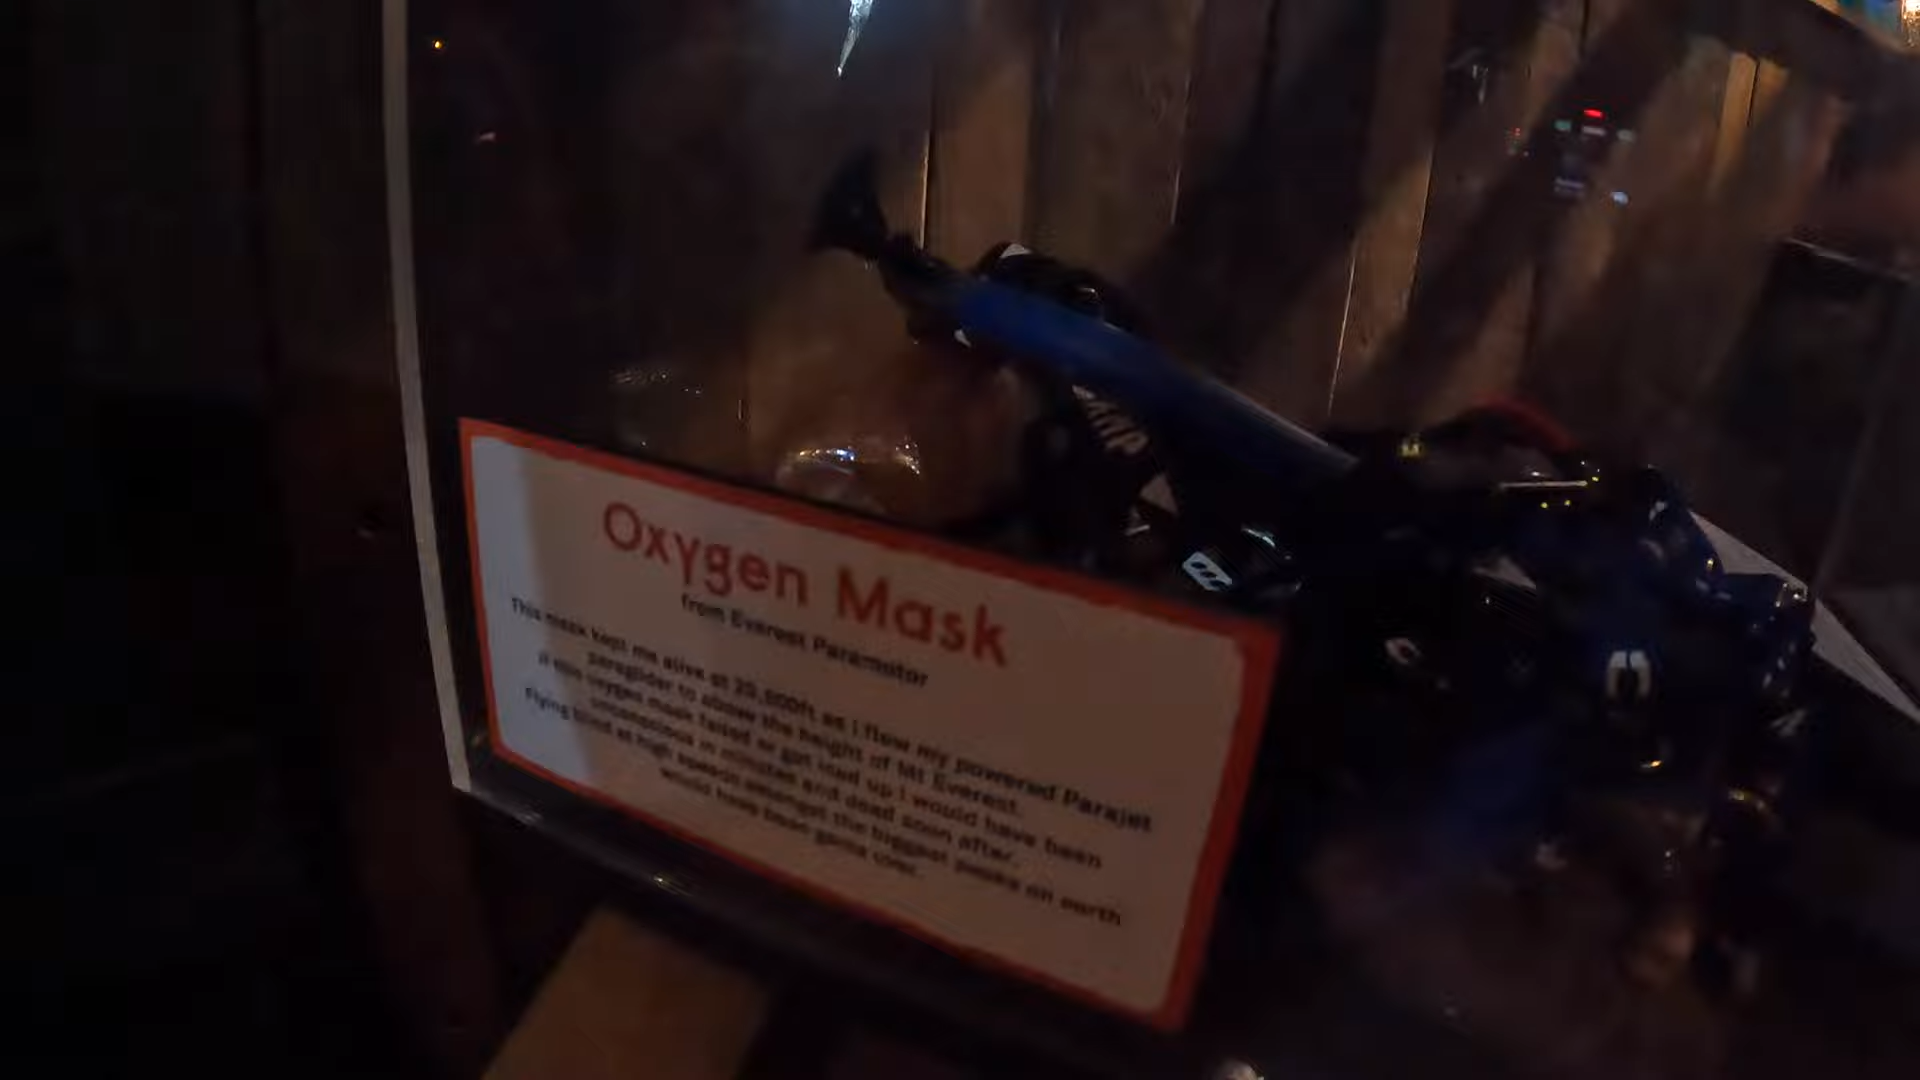 Oxygen Mask
from Everest Paramotor
This mask kept me alive at 29,000ft as I flew my powered Parajet
paraglider to above the height of Mt Everest.
If this oxygen mask failed or got iced up I would have been
unconscious in minutes and dead soon after.
Flying blind at high speeds amongst the biggest peaks on earth
would have been game over.